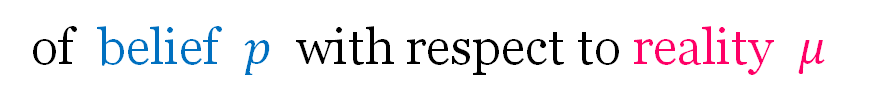 of belief p with respect to reality μ